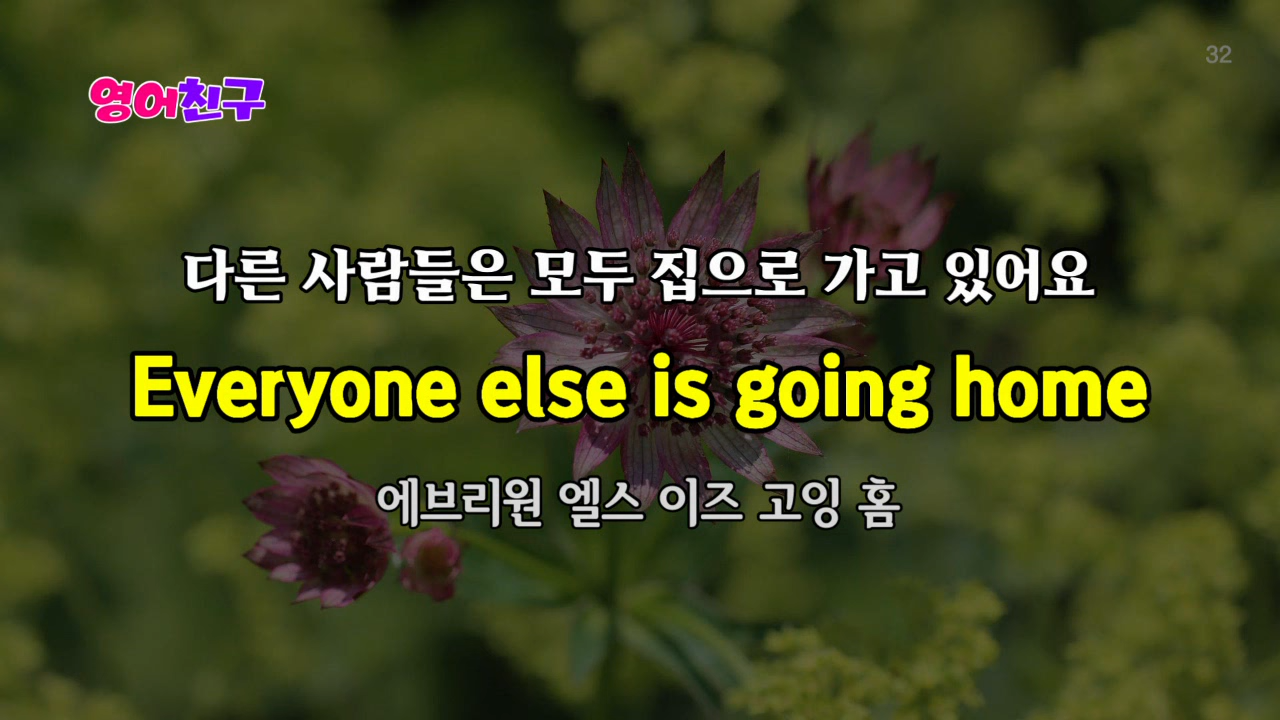 32
영어친구
다른 사람들은 모두 집으로 가고 있어요
Everyone else is going home
에브리원 엘스 이즈 고잉 홈